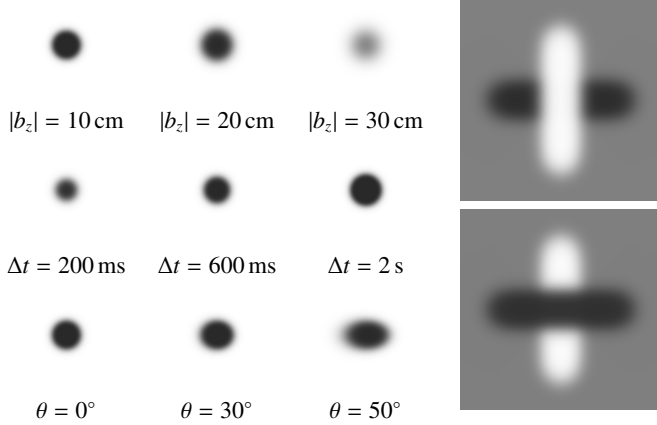 |b_z| = 10 cm |b_z| = 20 cm |b_z| = 30 cm
Δt = 200 ms Δt = 600 ms Δt = 2 s
θ = 0° θ = 30° θ = 50°